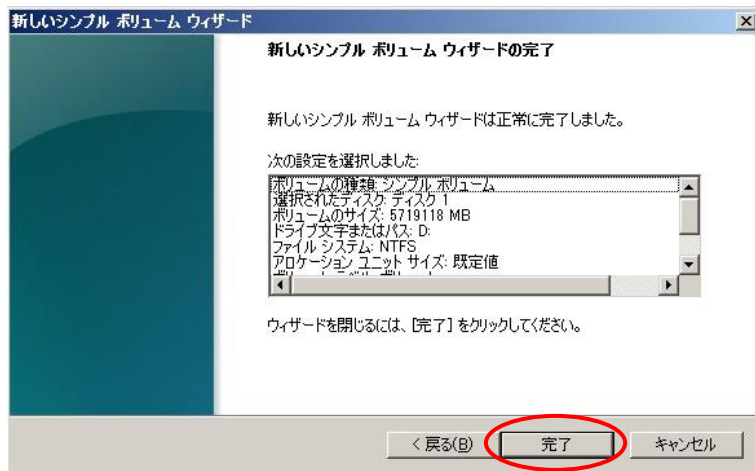 新しいシンプル ボリューム ウィザード
新しいシンプル ボリューム ウィザードの完了
新しいシンプル ボリューム ウィザードは正常に完了しました。
次の設定を選択しました:
ボリュームの種類: シンプル ボリューム
選択されたディスク: ディスク 1
ボリュームのサイズ: 5719118 MB
ドライブ文字またはパス: D:
ファイル システム: NTFS
アロケーション ユニット サイズ: 既定値
ウィザードを閉じるには、[完了] をクリックしてください。
< 戻る(B)
完了
キャンセル